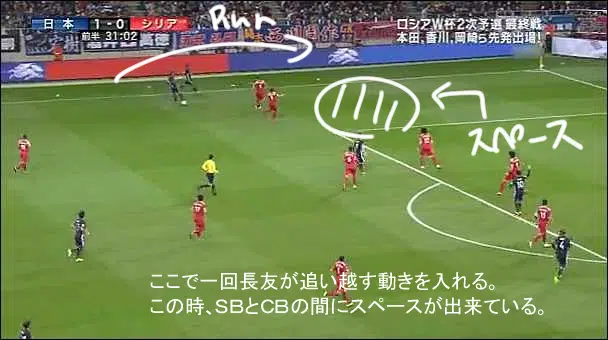 日本 1-0 シリア
前半 31:02
ロシアW杯2次予選 最終戦
本田、香川、岡崎ら先発出場!
Run
スペース
ここで一回長友が追い越す動きを入れる。
この時、SBとCBの間にスペースが出来ている。